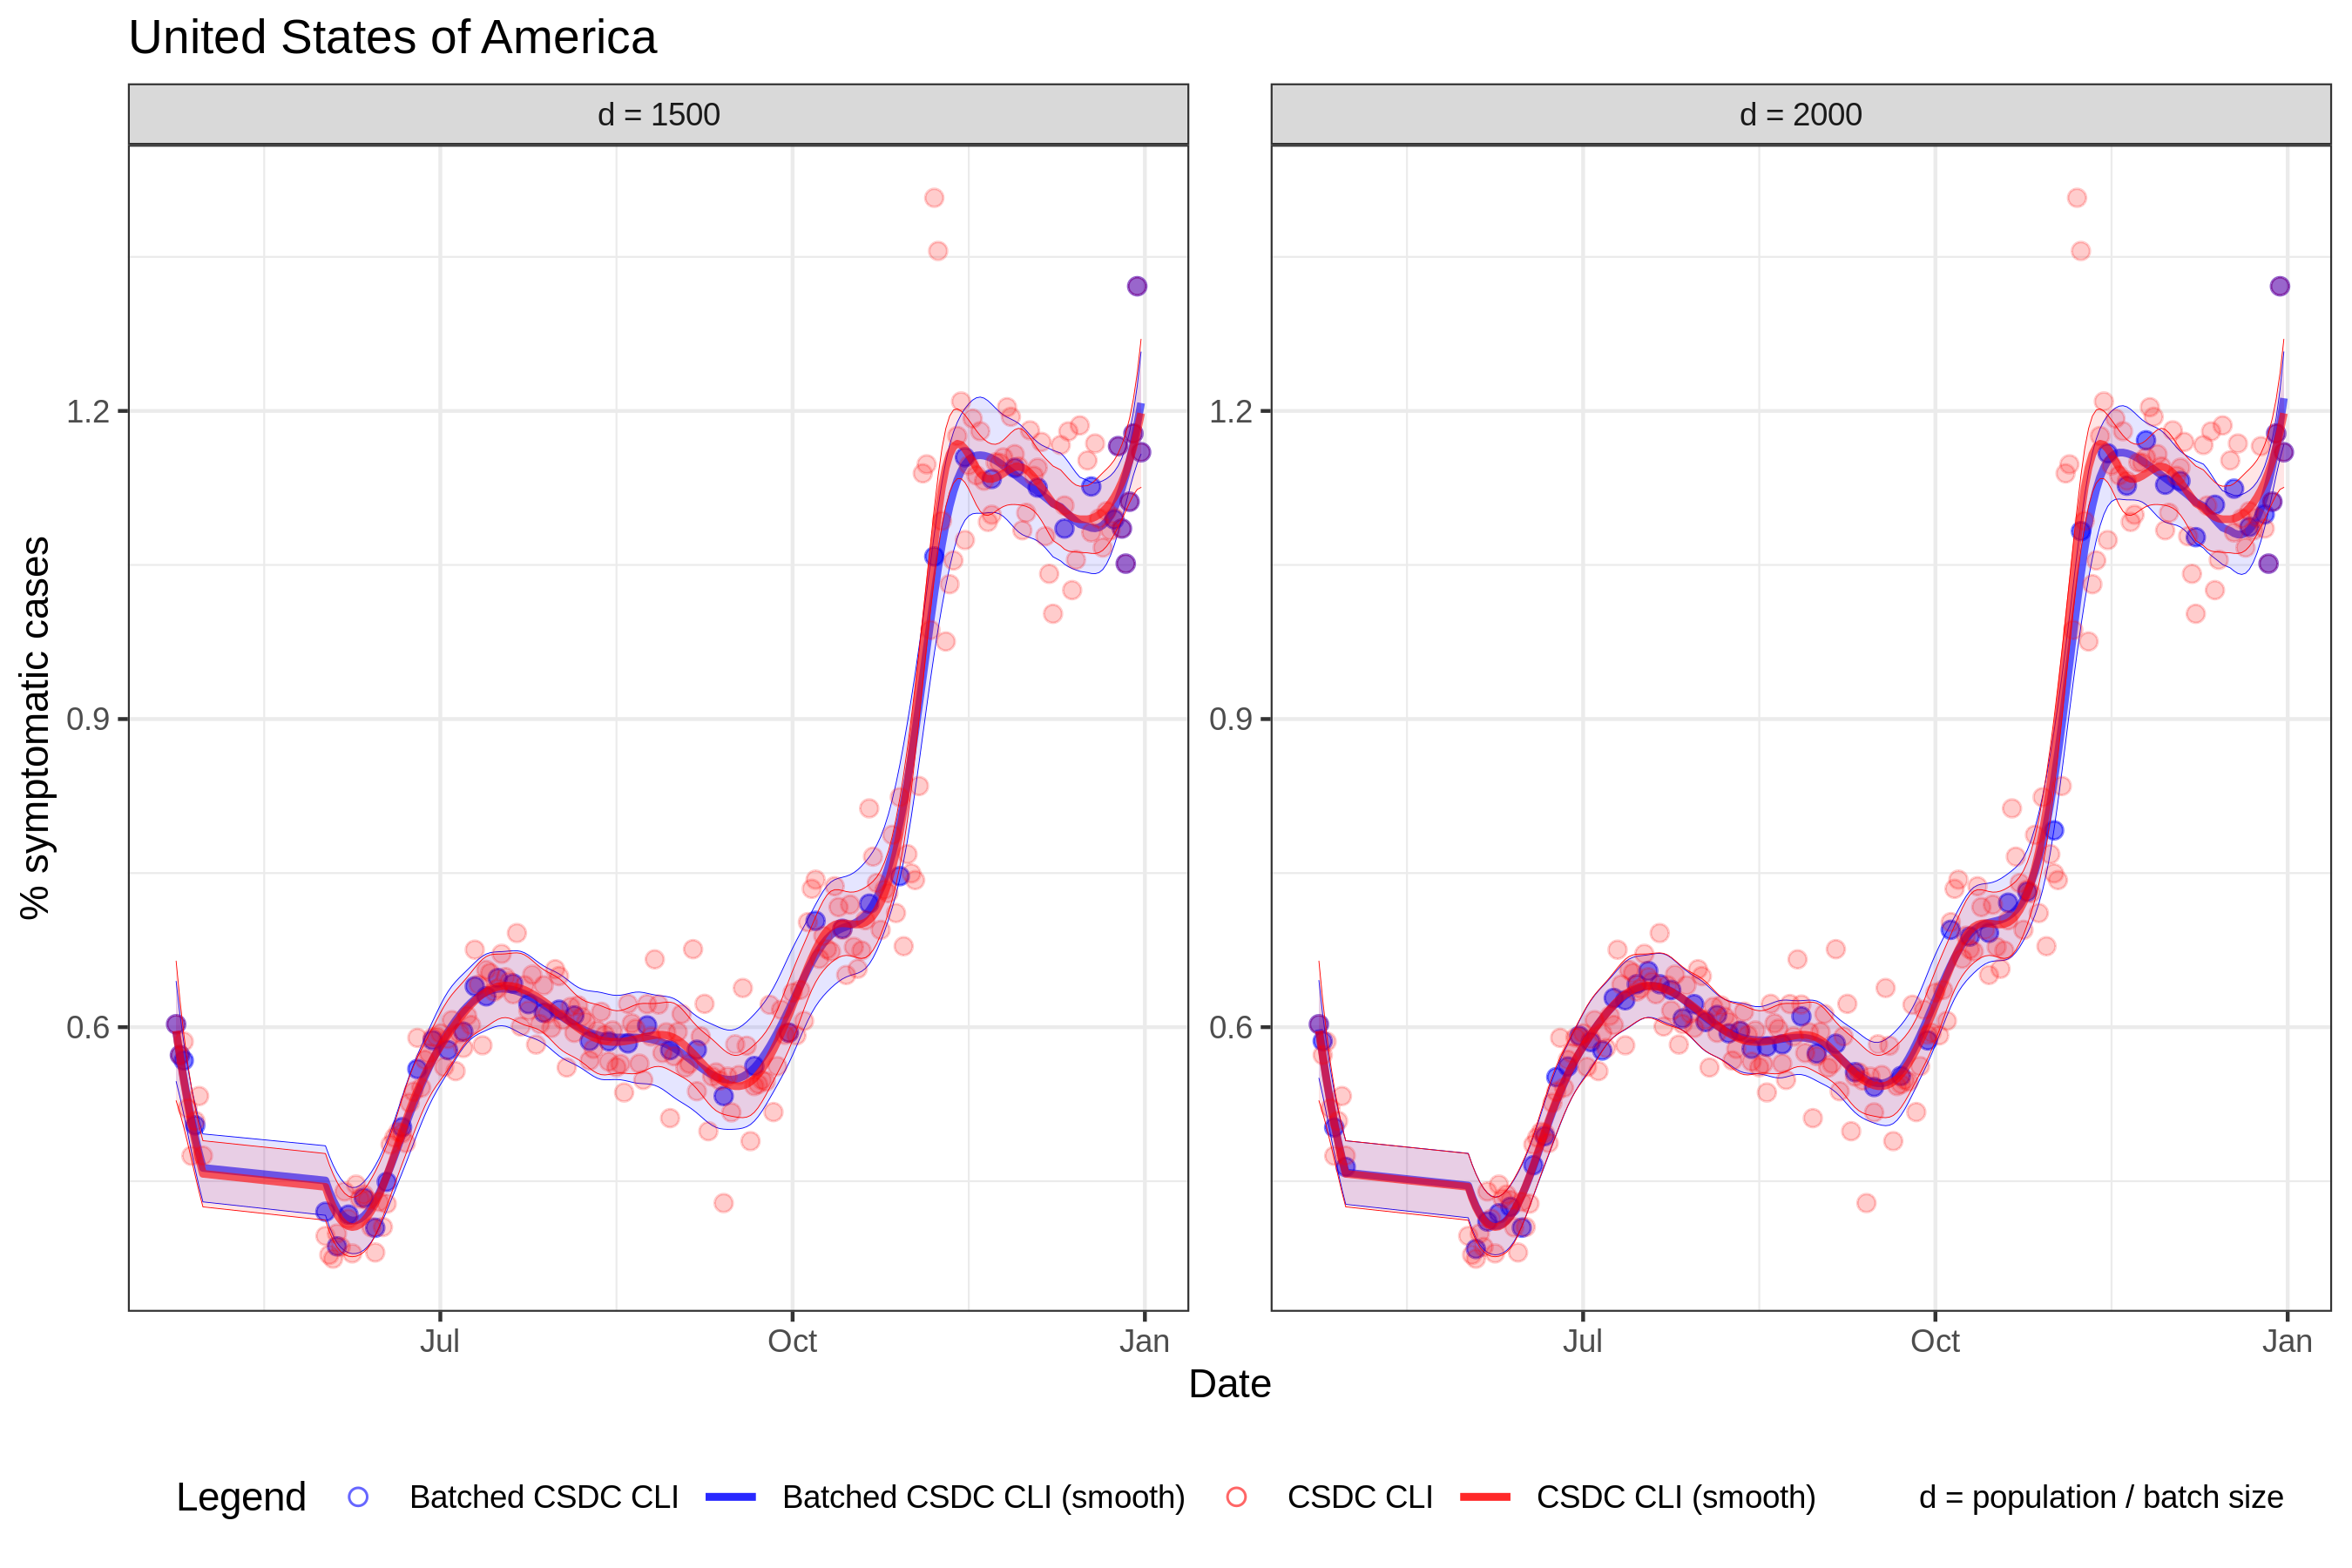 United States of America
d = 1500
d = 2000
% symptomatic cases
1.2
0.9
0.6
1.2
0.9
0.6
Jul
Oct
Jan
Jul
Oct
Jan
Date
Legend
Batched CSDC CLI
Batched CSDC CLI (smooth)
CSDC CLI
CSDC CLI (smooth)
d = population / batch size